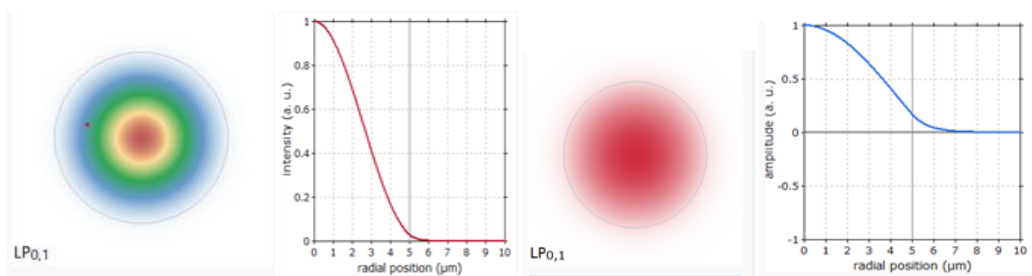 LP0,1
intensity (a. u.)
1
0.8
0.6
0.4
0.2
0
0 1 2 3 4 5 6 7 8 9 10
radial position (µm)
LP0,1
amplitude (a. u.)
1
0.5
0
-0.5
-1
0 1 2 3 4 5 6 7 8 9 10
radial position (µm)